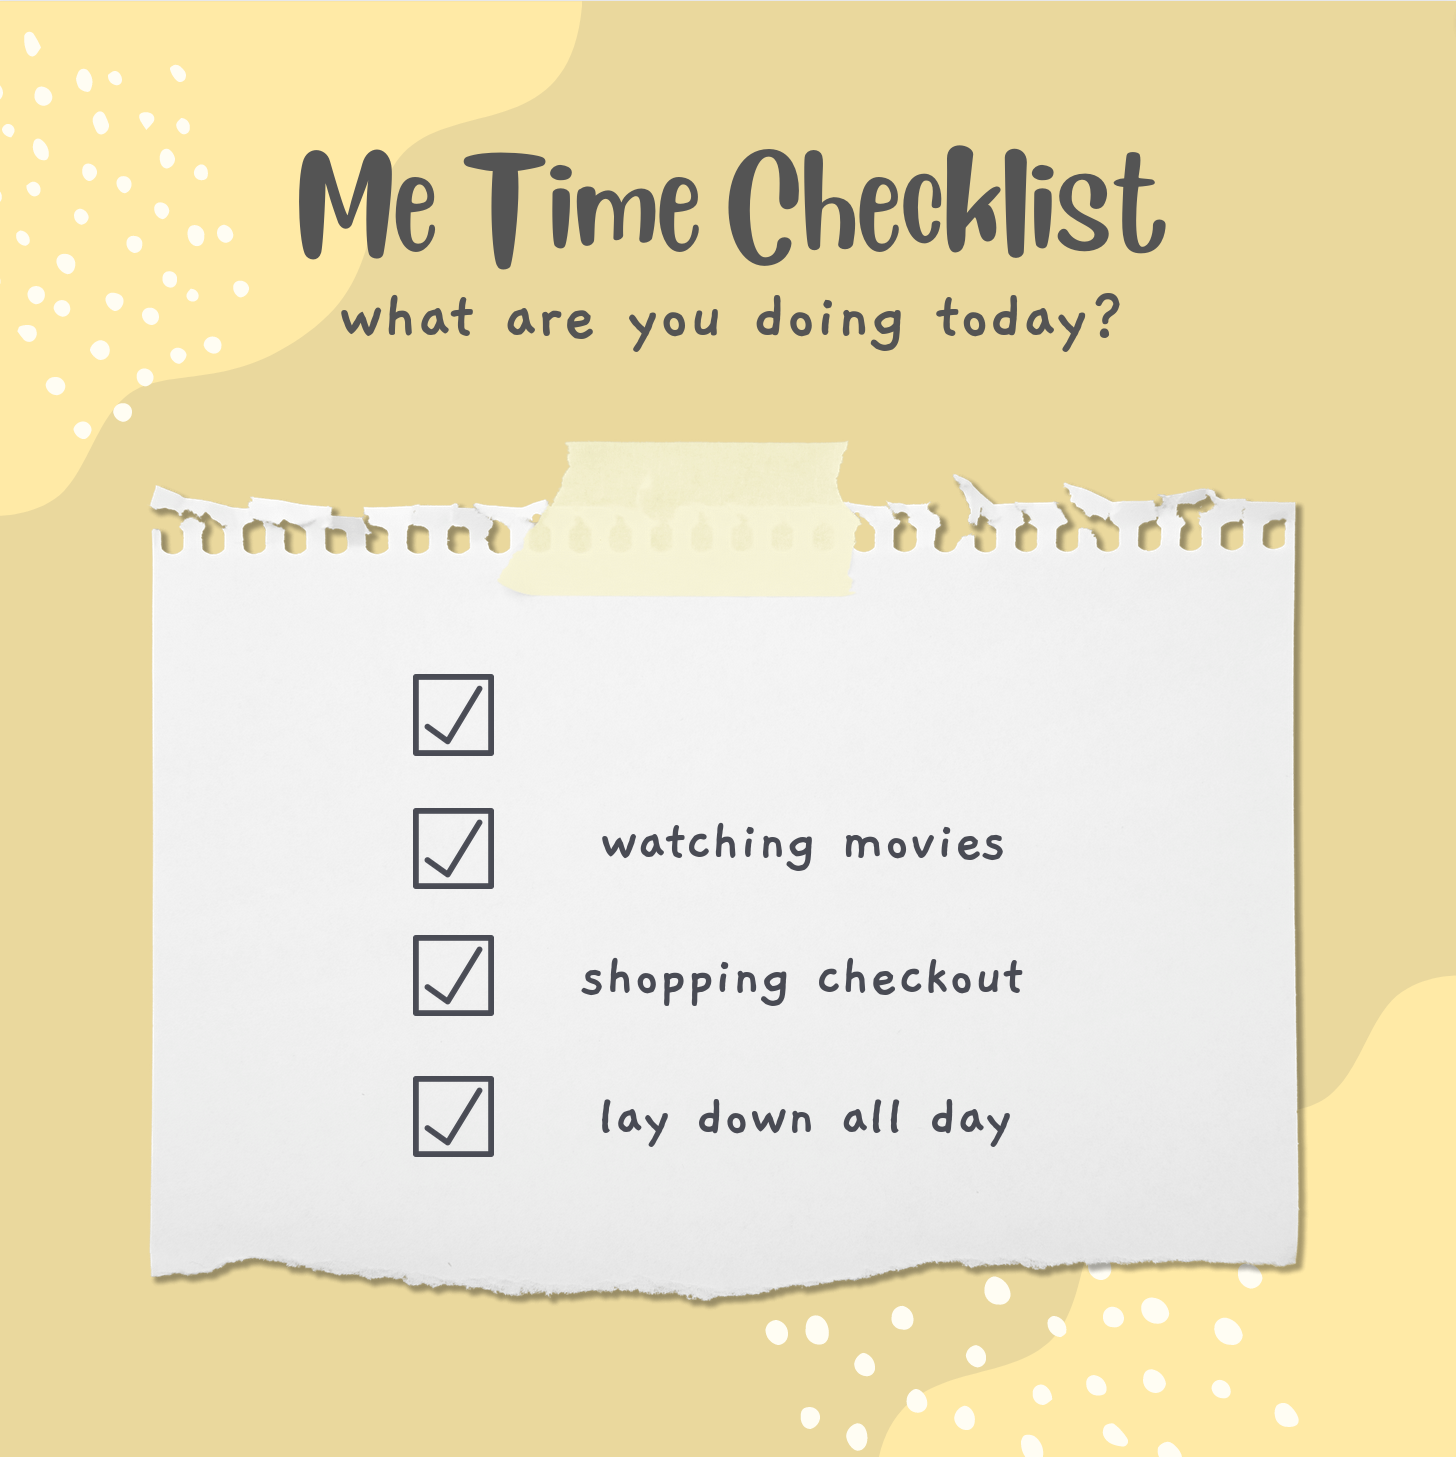 Me Time Checklist
what are you doing today?
watching movies
shopping checkout
lay down all day